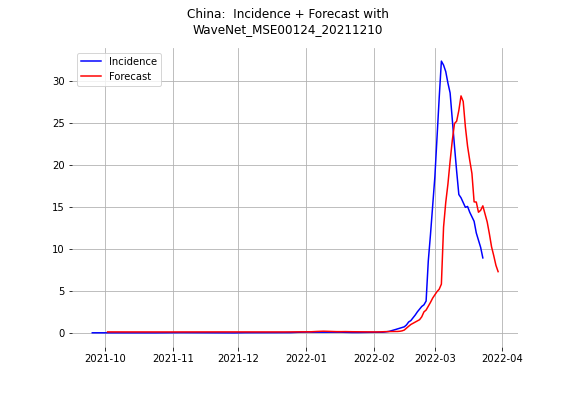 China:  Incidence + Forecast with
WaveNet_MSE00124_20211210
Incidence
Forecast
30
25
20
15
10
5
0
2021-10 2021-11 2021-12 2022-01 2022-02 2022-03 2022-04